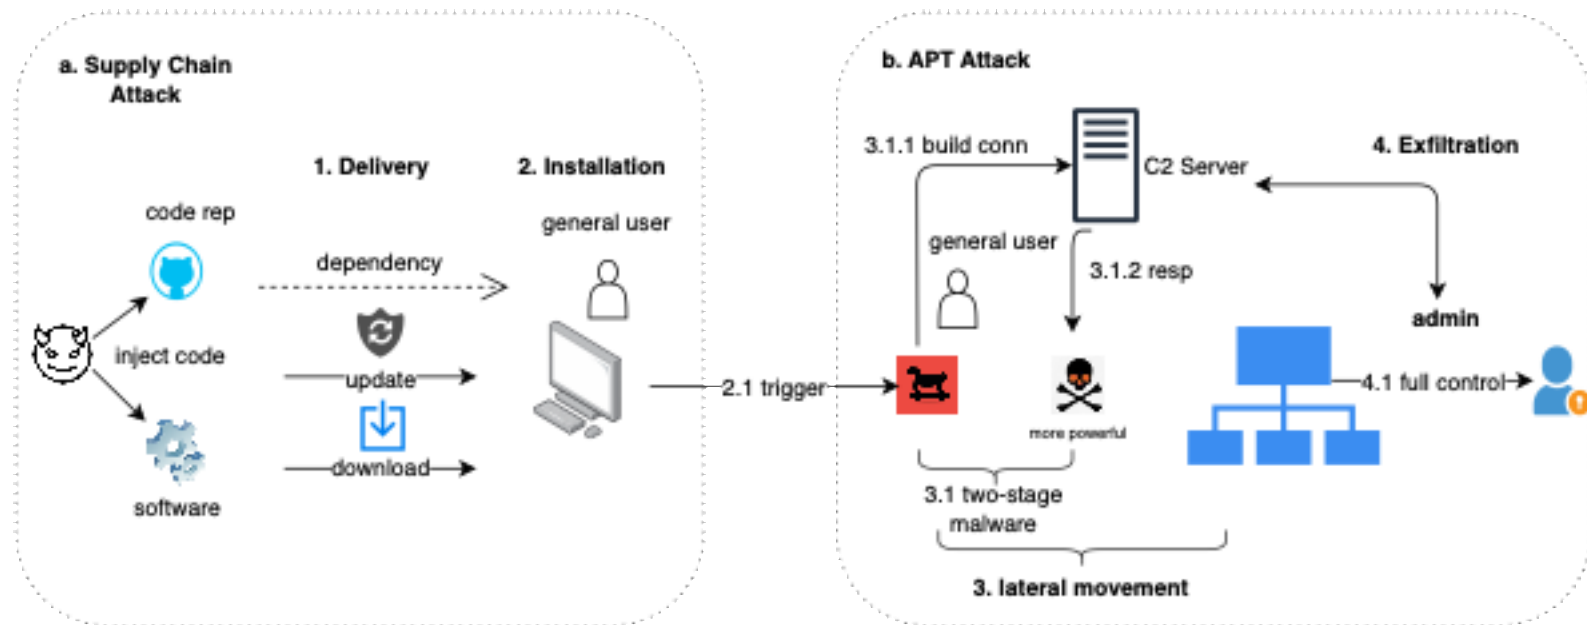 a. Supply Chain
Attack
1. Delivery
2. Installation
code rep
general user
dependency
inject code
update
download
software
2.1 trigger
b. APT Attack
3.1.1 build conn
C2 Server
4. Exfiltration
general user
3.1.2 resp
admin
4.1 full control
more powerful
3.1 two-stage
malware
3. lateral movement